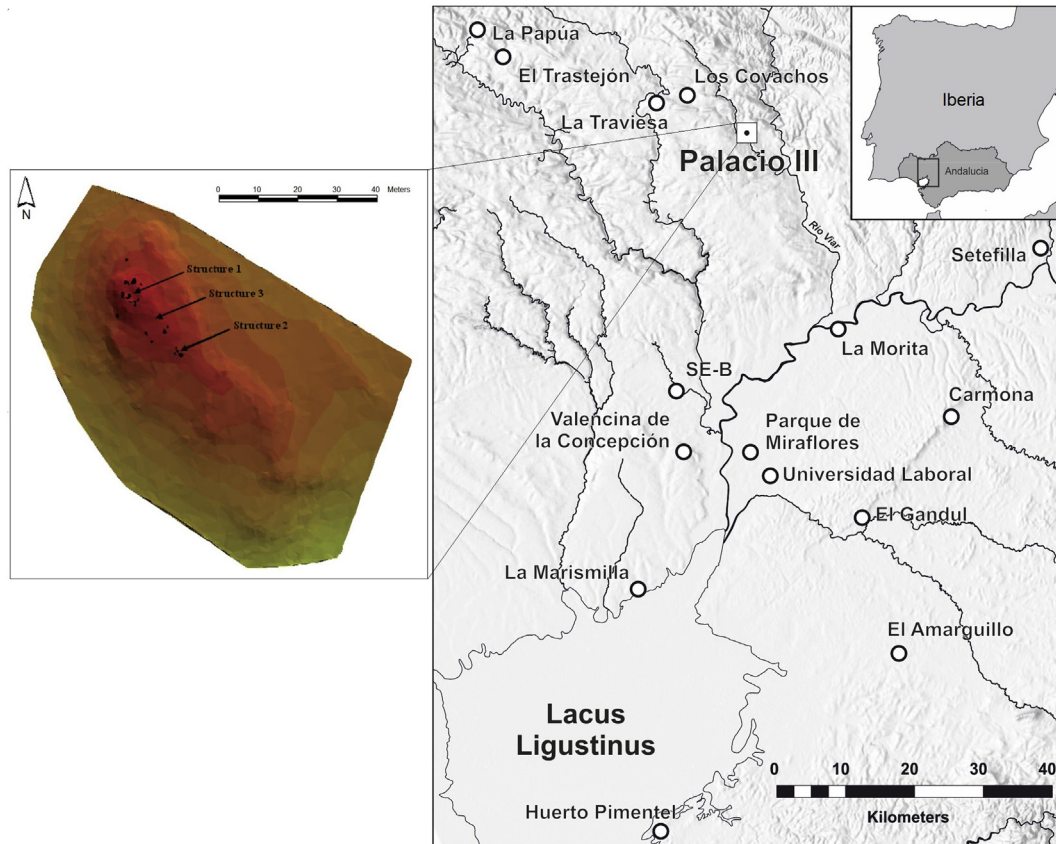 N
0 10 20 30 40 Meters
Structure 1
Structure 3
Structure 2
La Papúa
El Trastejón
Los Covachos
La Traviesa
Palacio III
Río Viar
Iberia
Andalucia
Setefilla
La Morita
SE-B
Carmona
Valencina de
la Concepción
Parque de
Miraflores
Universidad Laboral
El Gandul
La Marismilla
El Amarguillo
Lacus
Ligustinus
Huerto Pimentel
0 10 20 30 40
Kilometers